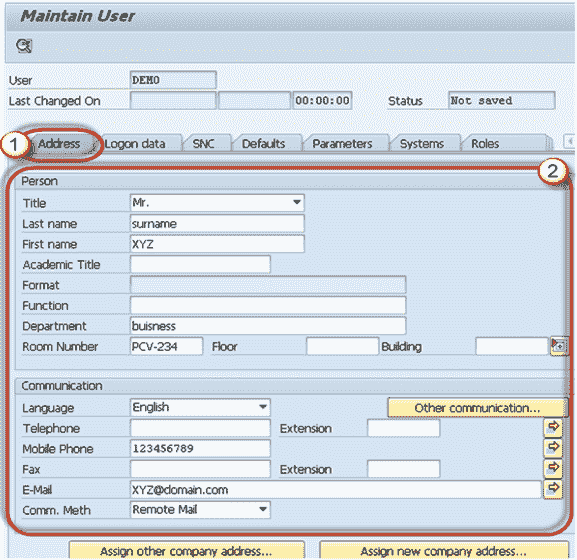 Maintain User
User DEMO
Last Changed On 00:00:00 Status Not saved
1 Address Logon data SNC Defaults Parameters Systems Roles
2
Person
Title Mr.
Last name surname
First name XYZ
Academic Title
Format
Function
Department buisness
Room Number PCV-234 Floor Building
Communication
Language English Other communication...
Telephone Extension
Mobile Phone 123456789
Fax Extension
E-Mail XYZ@domain.com
Comm. Meth Remote Mail
Assign other company address... Assign new company address...